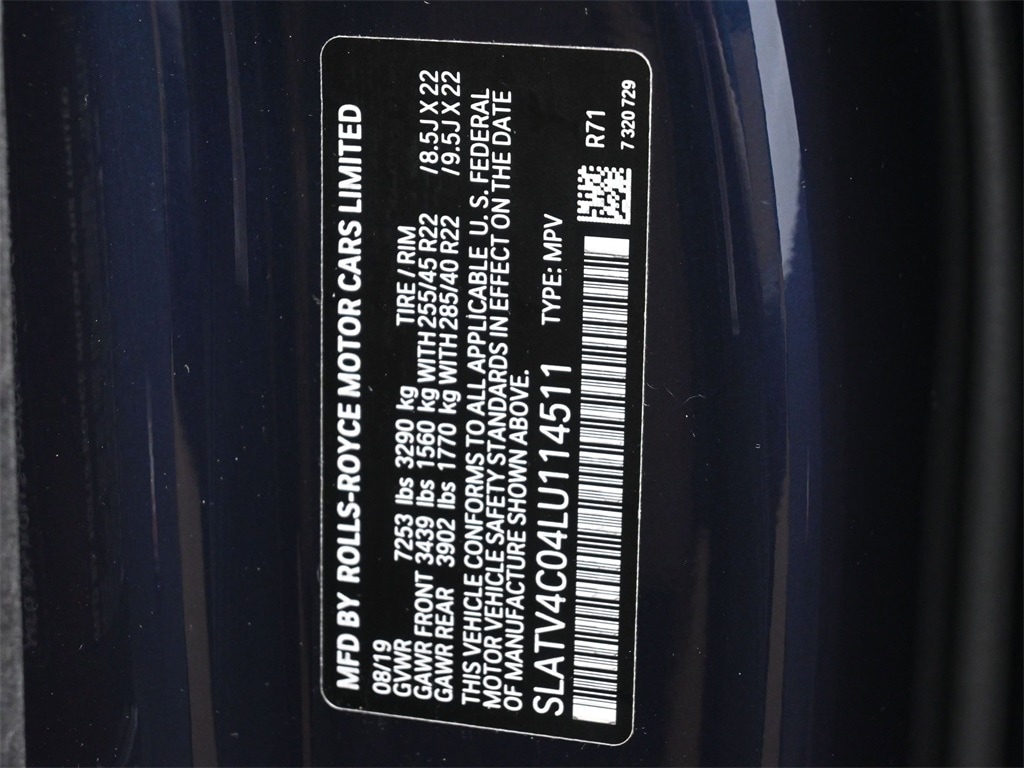 MFD BY ROLLS-ROYCE MOTOR CARS LIMITED
08/19
GVWR 7253 lbs 3290 kg TIRE / RIM
GAWR FRONT 3439 lbs 1560 kg WITH 255/45 R22 /8.5J X 22
GAWR REAR 3902 lbs 1770 kg WITH 285/40 R22 /9.5J X 22
THIS VEHICLE CONFORMS TO ALL APPLICABLE U. S. FEDERAL
MOTOR VEHICLE SAFETY STANDARDS IN EFFECT ON THE DATE
OF MANUFACTURE SHOWN ABOVE.
SLATV4C04LU114511 TYPE: MPV
R71
7 320 729